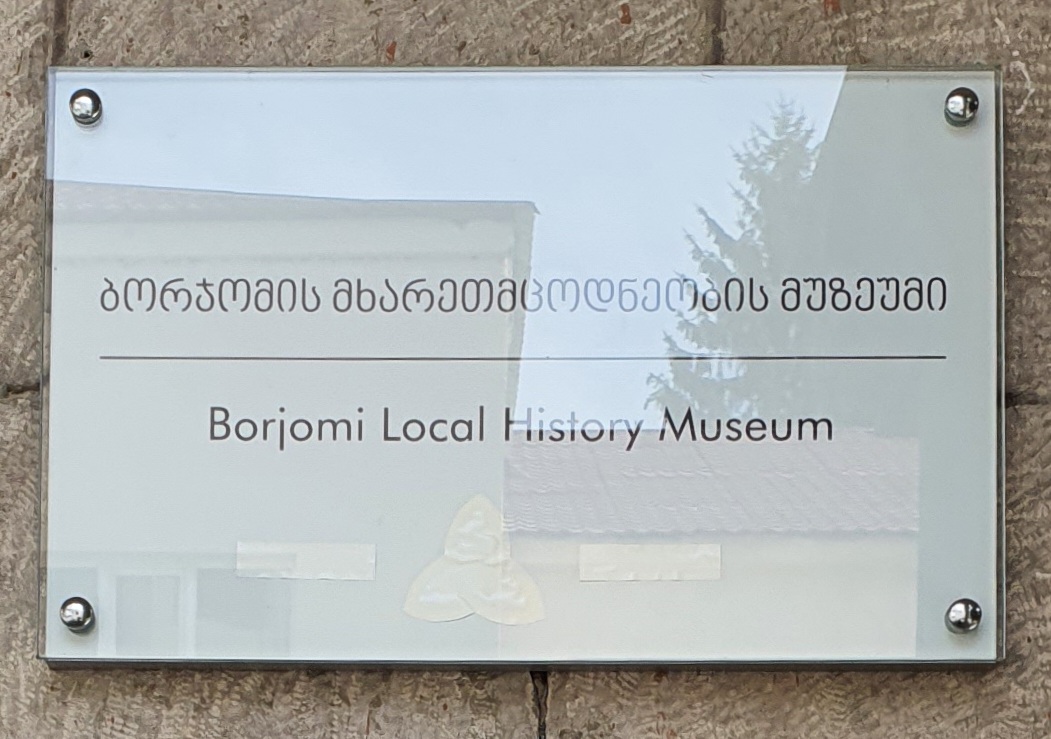 ბორჯომის მხარეთმცოდნეობის მუზეუმი
Borjomi Local History Museum